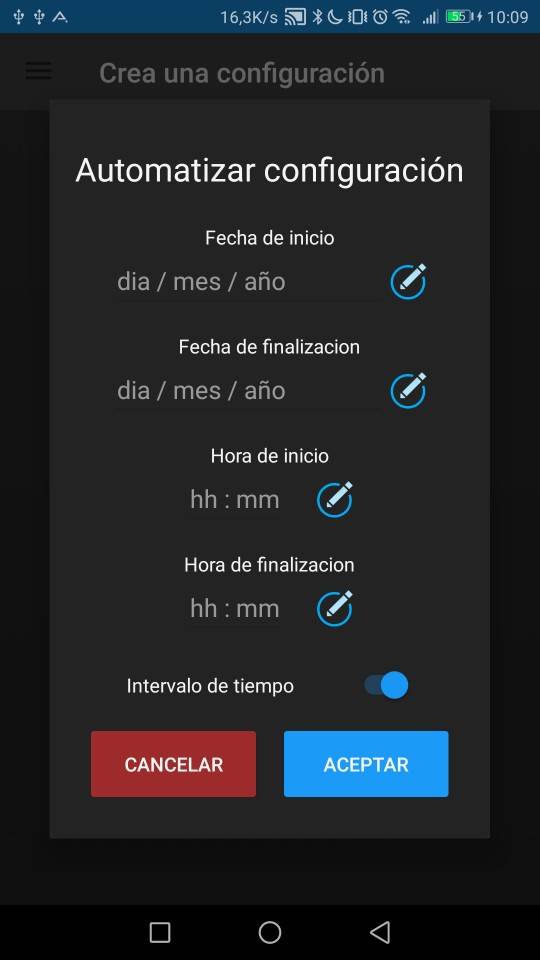 16,3K/s 55 10:09
Crea una configuración
Automatizar configuración
Fecha de inicio
dia / mes / año
Fecha de finalizacion
dia / mes / año
Hora de inicio
hh : mm
Hora de finalizacion
hh : mm
Intervalo de tiempo
CANCELAR ACEPTAR